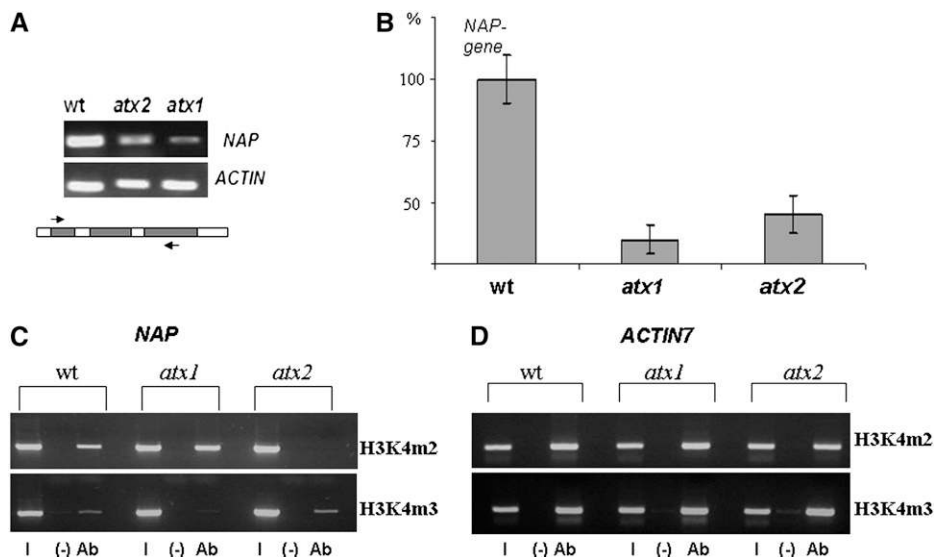 A
wt atx2 atx1
NAP
ACTIN
B
%
NAP-
gene
100
75
50
wt atx1 atx2
C NAP
wt atx1 atx2
H3K4m2
H3K4m3
I (-) Ab I (-) Ab I (-) Ab
D ACTIN7
wt atx1 atx2
H3K4m2
H3K4m3
I (-) Ab I (-) Ab I (-) Ab